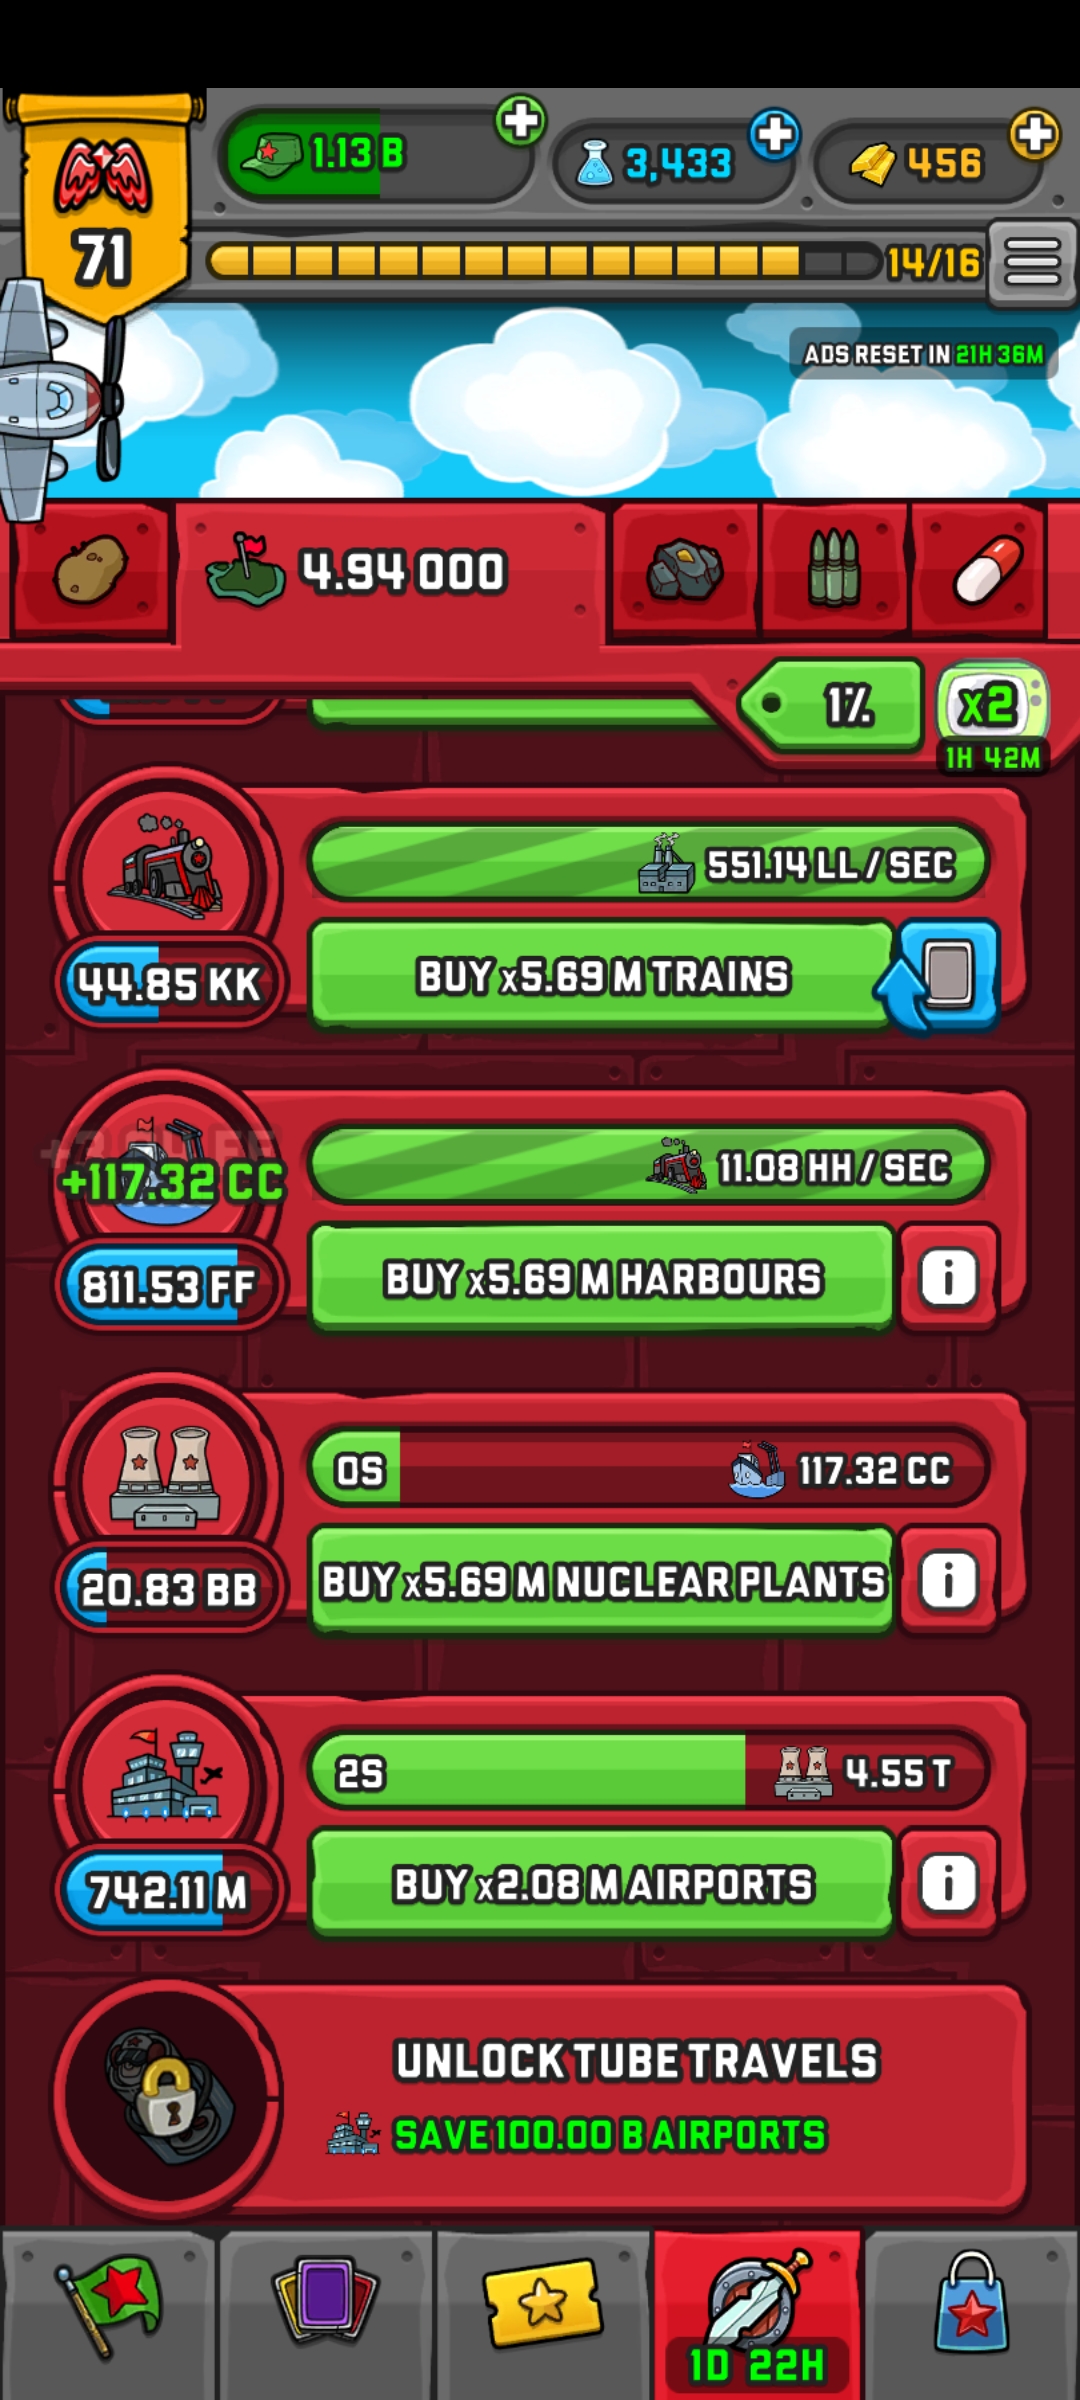 1.13 B
3,433
456
71
14/16
ADS RESET IN 21H 36M
4.94 000
1%
x2
1H 42M
551.14 LL / SEC
44.85 KK
BUY x5.69 M TRAINS
+117.32 CC
11.08 HH / SEC
811.53 FF
BUY x5.69 M HARBOURS
i
0S
117.32 CC
20.83 BB
BUY x5.69 M NUCLEAR PLANTS
i
2S
4.55 T
742.11 M
BUY x2.08 M AIRPORTS
i
UNLOCK TUBE TRAVELS
SAVE 100.00 B AIRPORTS
1D 22H